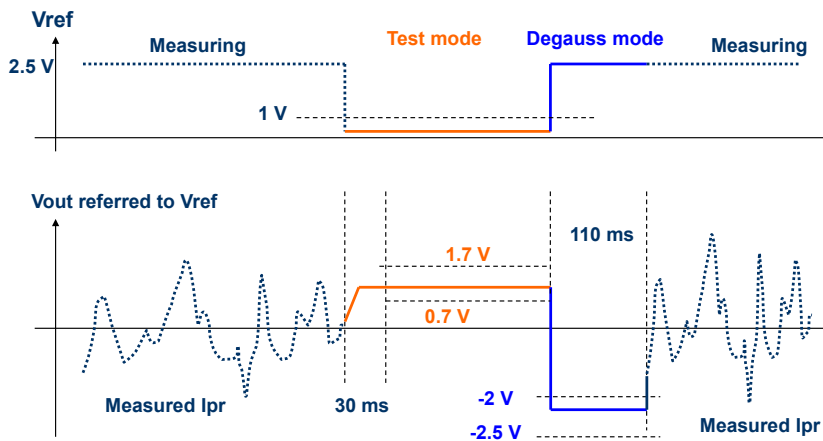 Vref
Measuring
Test mode
Degauss mode
Measuring
2.5 V
1 V
Vout referred to Vref
110 ms
1.7 V
0.7 V
Measured Ipr
30 ms
-2 V
-2.5 V
Measured Ipr